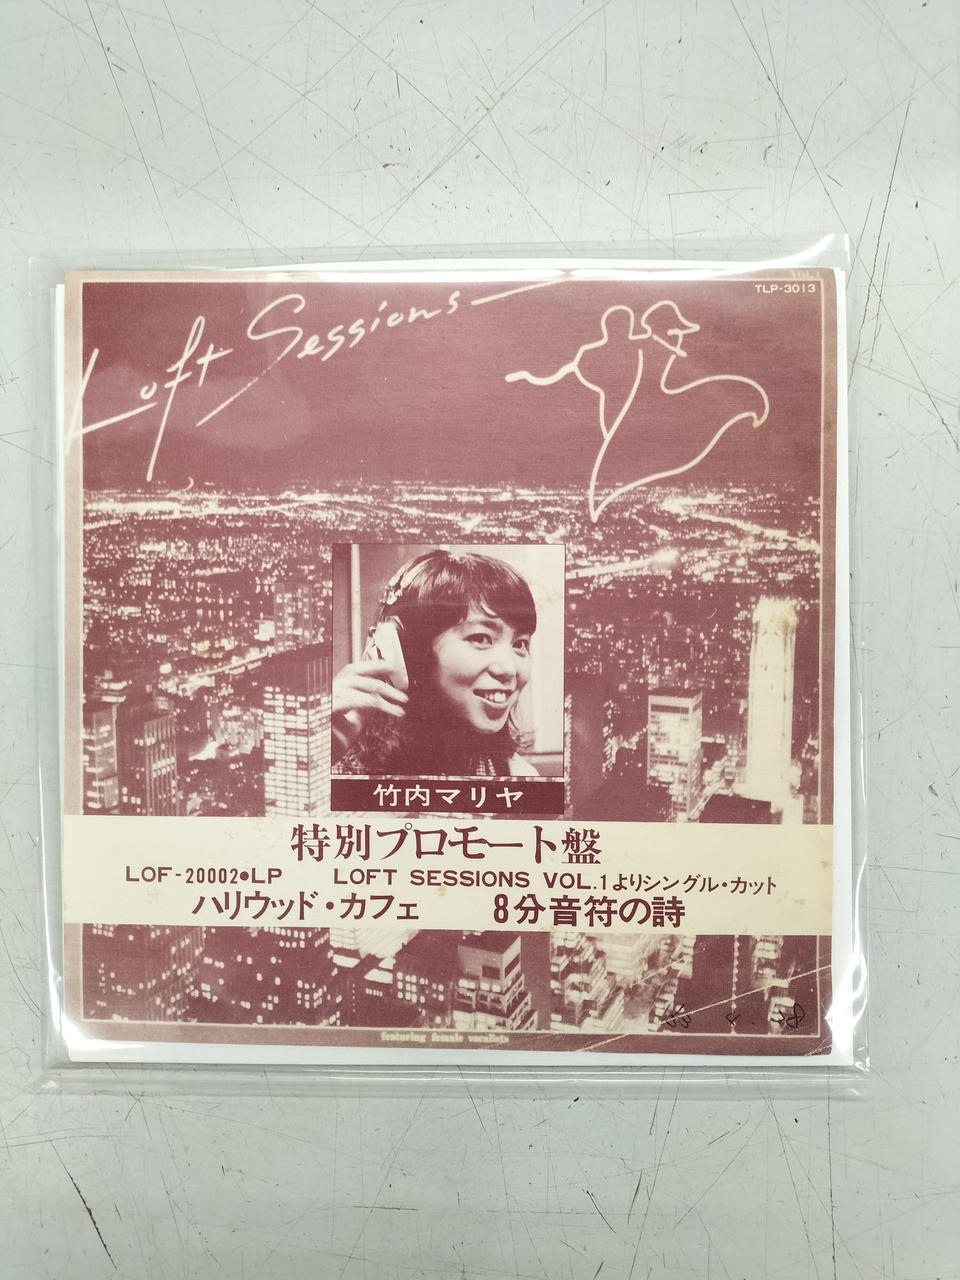 VOL.1
TLP-3013
Loft Sessions
竹内マリヤ
特別プロモート盤
LOF-20002●LP LOFT SESSIONS VOL.1よりシングル・カット
ハリウッド・カフェ 8分音符の詩
featuring female vocalists